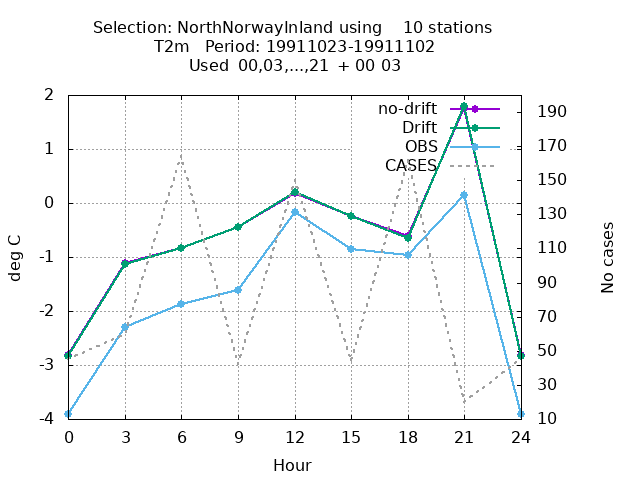 Selection: NorthNorwayInland using    10 stations
T2m   Period: 19911023-19911102
Used  00,03,...,21  + 00 03
no-drift
Drift
OBS
CASES
2
1
0
-1
-2
-3
-4
deg C
190
170
150
130
110
90
70
50
30
10
No cases
0 3 6 9 12 15 18 21 24
Hour